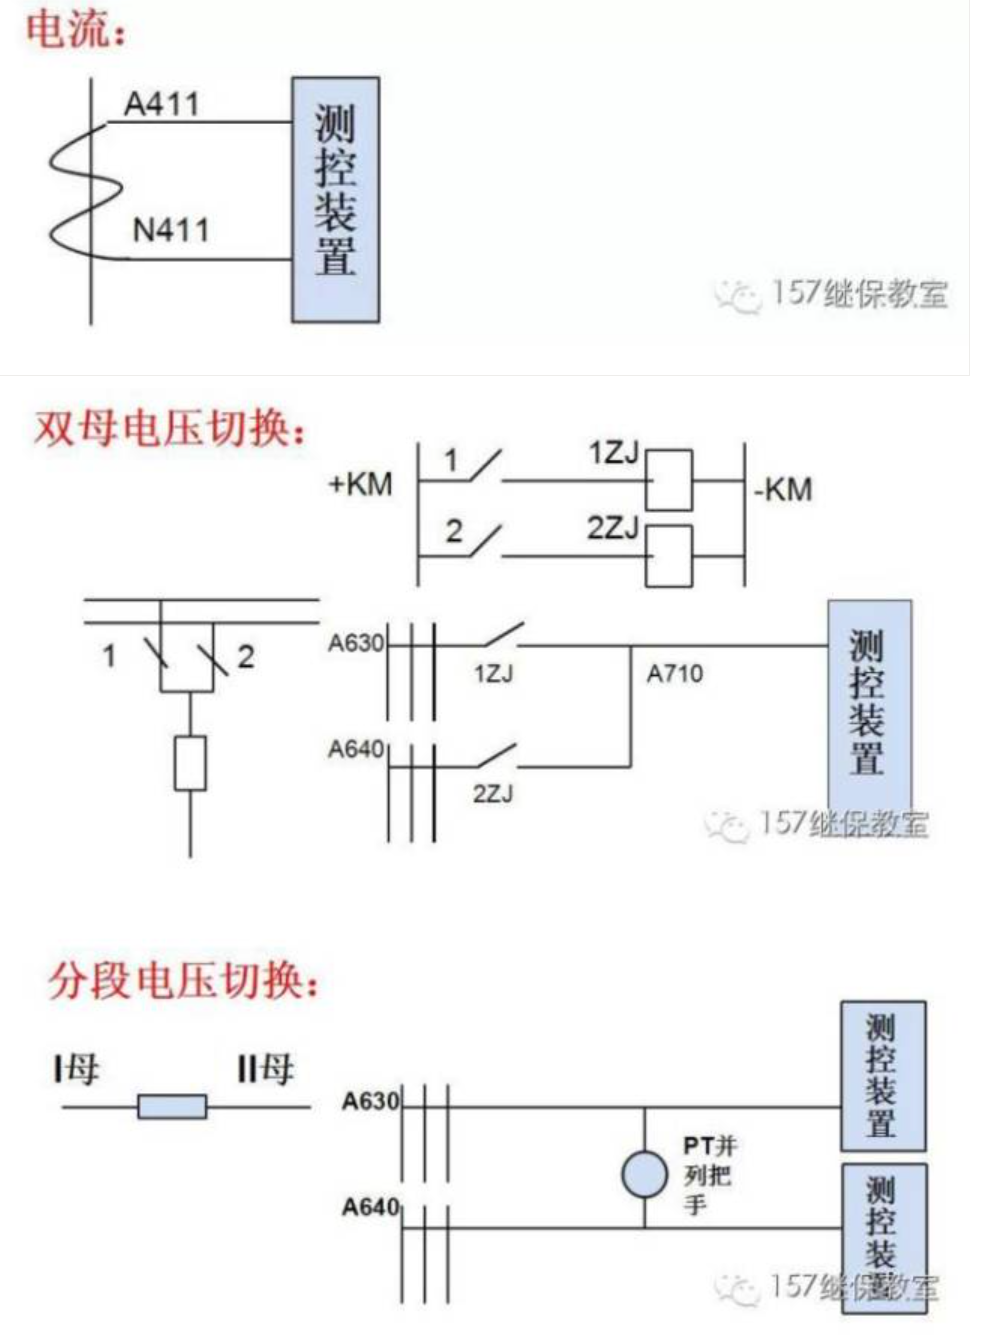 电流：
A411
N411
测控装置
157继保教室
双母电压切换：
+KM
1
1ZJ
-KM
2
2ZJ
1
2
A630
1ZJ
A710
测控装置
A640
2ZJ
157继保教室
分段电压切换：
I母
II母
A630
测控装置
PT并
列把
手
A640
测控装置
157继保教室